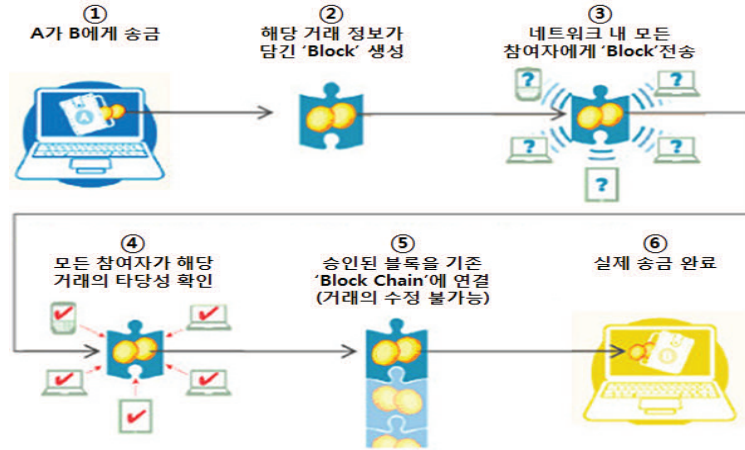 ①
A가 B에게 송금
②
해당 거래 정보가
담긴 ‘Block’ 생성
③
네트워크 내 모든
참여자에게 ‘Block’전송
A
?
?
?
?
?
④
모든 참여자가 해당
거래의 타당성 확인
⑤
승인된 블록을 기존
‘Block Chain’에 연결
(거래의 수정 불가능)
⑥
실제 송금 완료